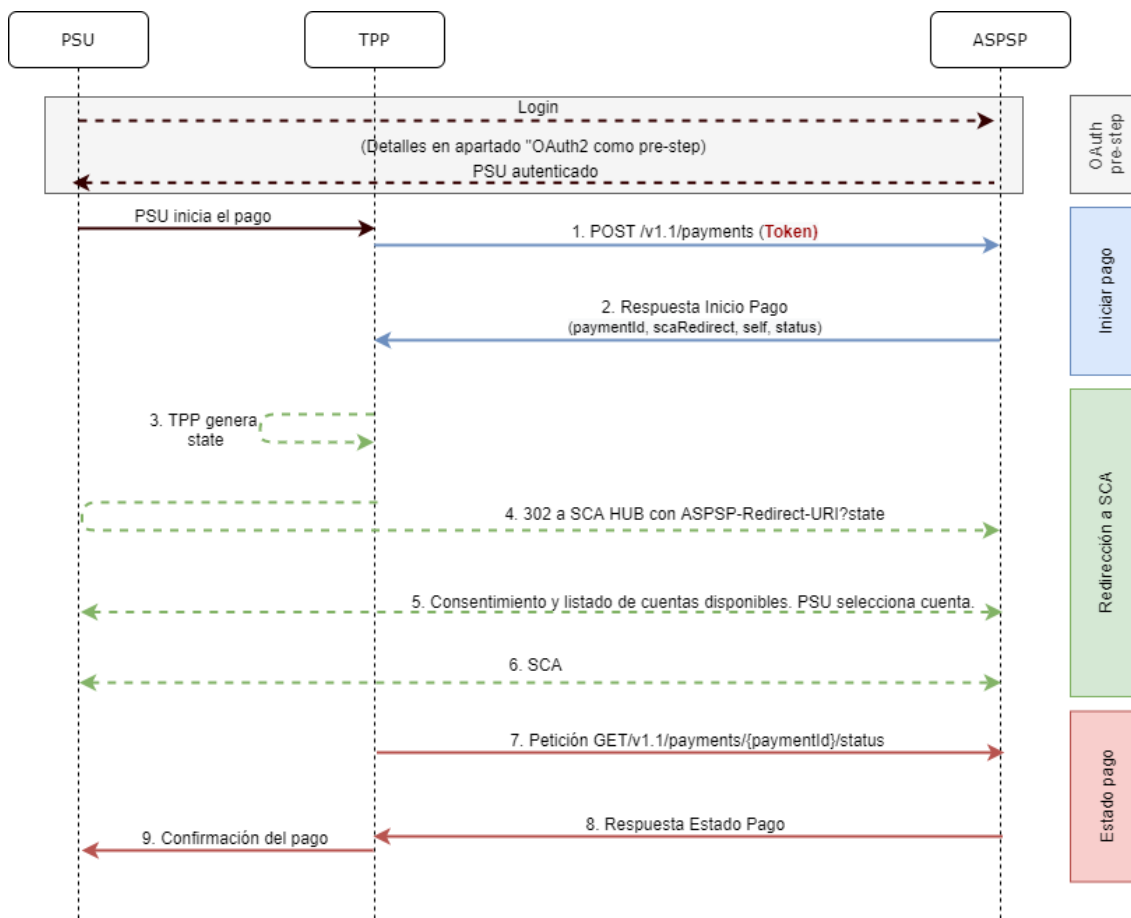 PSU
TPP
ASPSP
Login
(Detalles en apartado "OAuth2 como pre-step)
PSU autenticado
OAuth
pre-step
PSU inicia el pago
1. POST /v1.1/payments (Token)
2. Respuesta Inicio Pago
(paymentId, scaRedirect, self, status)
Iniciar pago
3. TPP genera
state
4. 302 a SCA HUB con ASPSP-Redirect-URI?state
5. Consentimiento y listado de cuentas disponibles. PSU selecciona cuenta.
6. SCA
Redirección a SCA
7. Petición GET/v1.1/payments/{paymentId}/status
8. Respuesta Estado Pago
9. Confirmación del pago
Estado pago